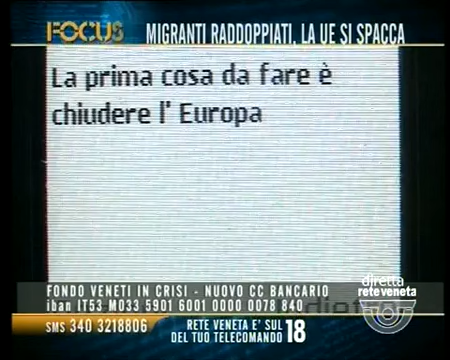 FOCUS
MIGRANTI RADDOPPIATI, LA UE SI SPACCA
La prima cosa da fare è
chiudere l' Europa
diretta
reteveneta
FONDO VENETI IN CRISI - NUOVO CC BANCARIO
iban IT53 M033 5901 6001 0000 0078 840
SMS 340 3218806
RETE VENETA E' SUL
DEL TUO TELECOMANDO
18